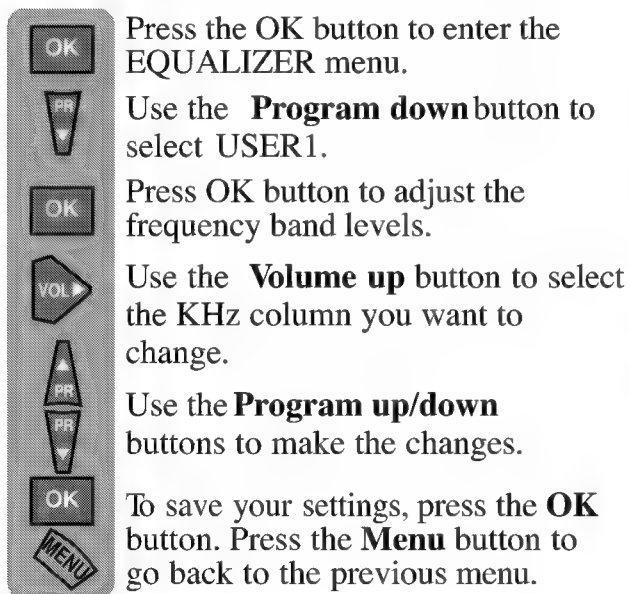 OK
Press the OK button to enter the
EQUALIZER menu.
PR
Use the Program down button to
select USER1.
OK
Press OK button to adjust the
frequency band levels.
VOL
Use the Volume up button to select
the KHz column you want to
change.
PR
PR
Use the Program up/down
buttons to make the changes.
OK
To save your settings, press the OK
button. Press the Menu button to
go back to the previous menu.
MENU